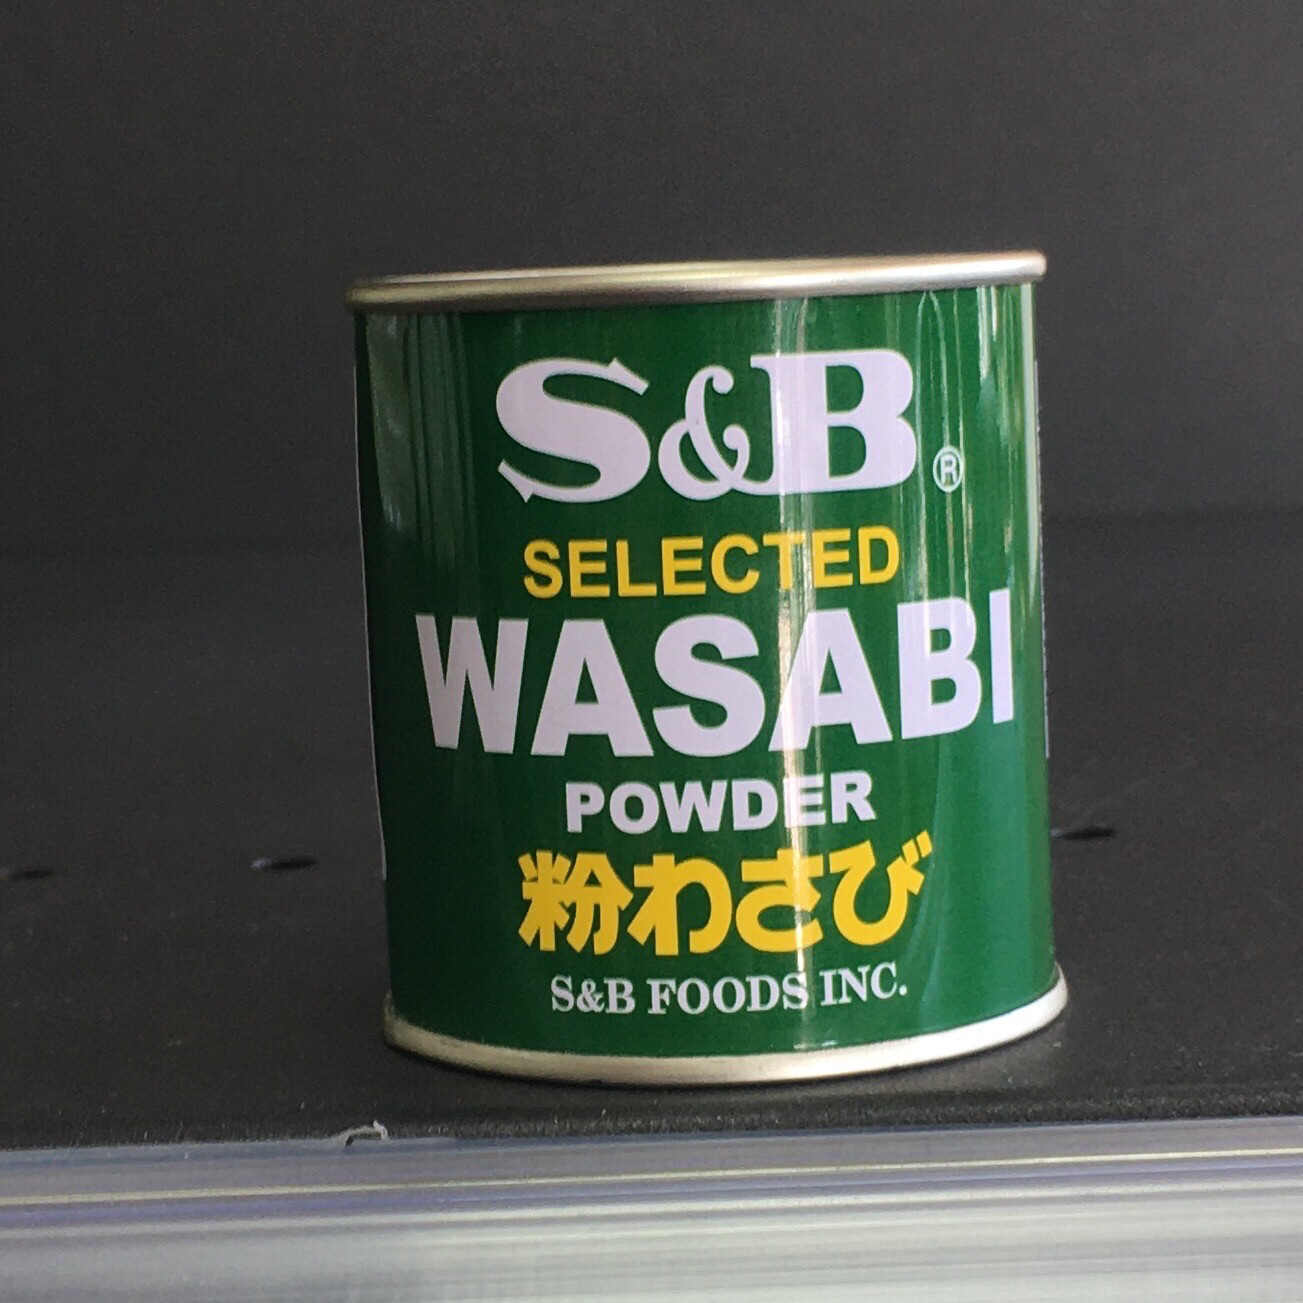 S&B®
SELECTED
WASABI
POWDER
粉わさび
S&B FOODS INC.